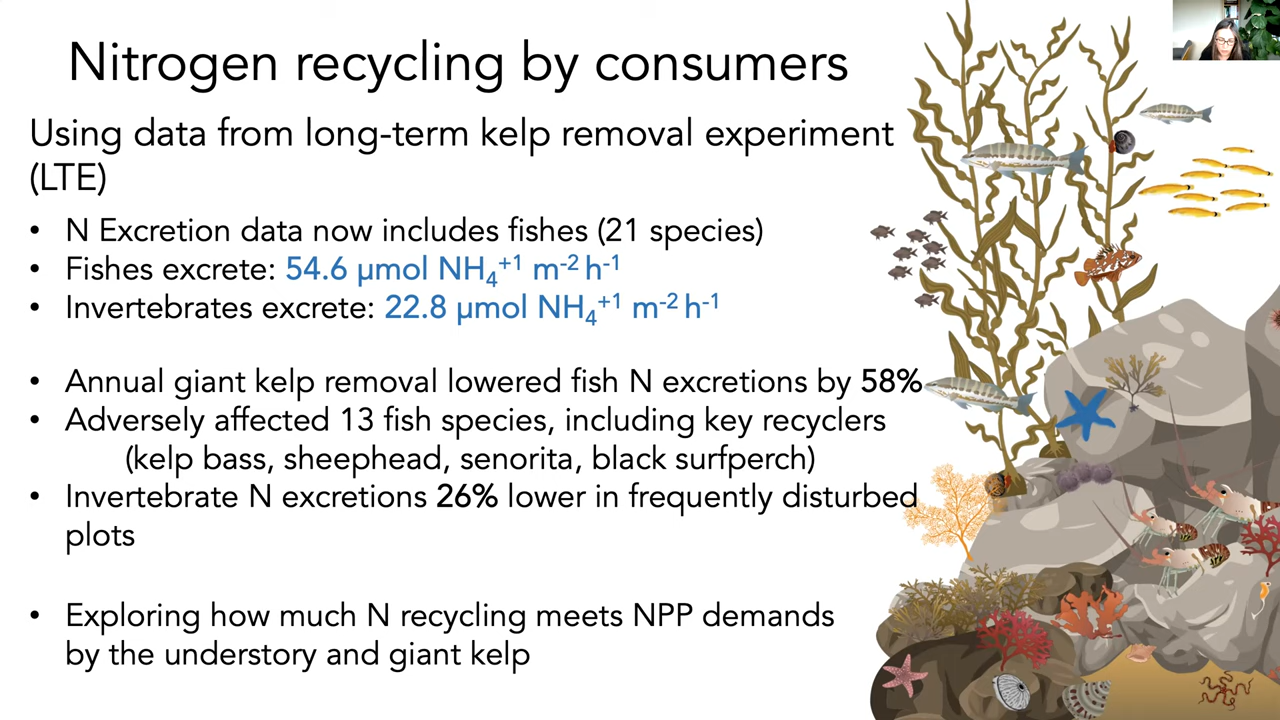 Nitrogen recycling by consumers
Using data from long-term kelp removal experiment
(LTE)
• N Excretion data now includes fishes (21 species)
• Fishes excrete: 54.6 µmol NH₄⁺¹ m⁻² h⁻¹
• Invertebrates excrete: 22.8 µmol NH₄⁺¹ m⁻² h⁻¹
• Annual giant kelp removal lowered fish N excretions by 58%
• Adversely affected 13 fish species, including key recyclers
(kelp bass, sheephead, senorita, black surfperch)
• Invertebrate N excretions 26% lower in frequently disturbed
plots
• Exploring how much N recycling meets NPP demands
by the understory and giant kelp